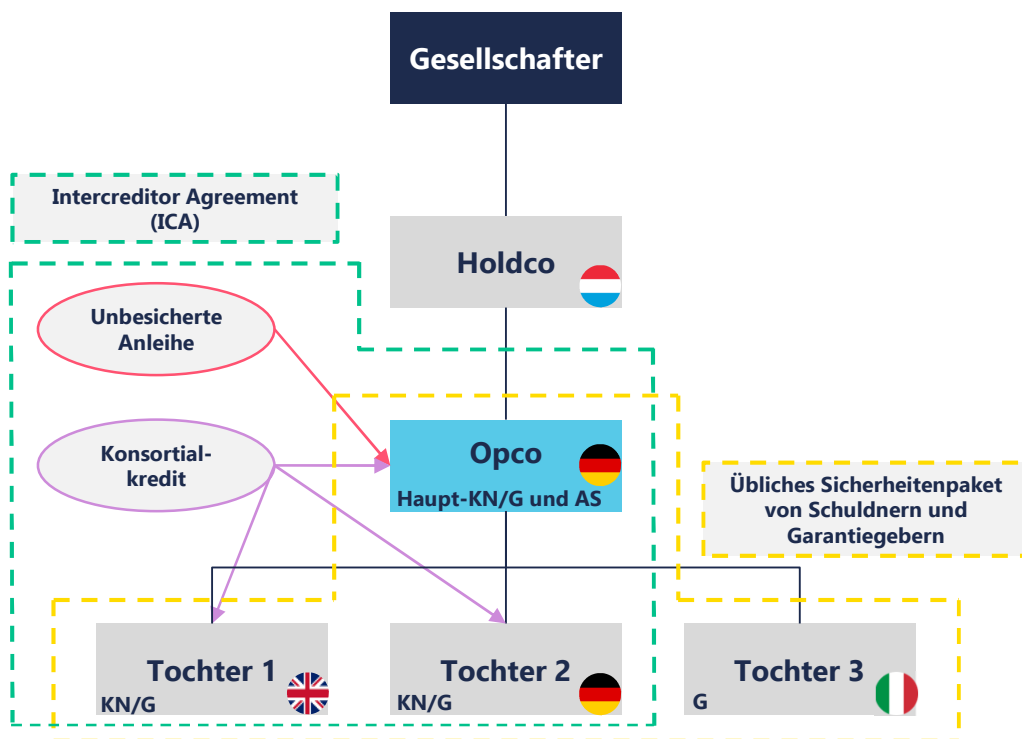 Gesellschafter
Intercreditor Agreement
(ICA)
Holdco
Unbesicherte
Anleihe
Konsortial-
kredit
Opco
Haupt-KN/G und AS
Übliches Sicherheitenpaket
von Schuldnern und
Garantiegebern
Tochter 1
KN/G
Tochter 2
KN/G
Tochter 3
G